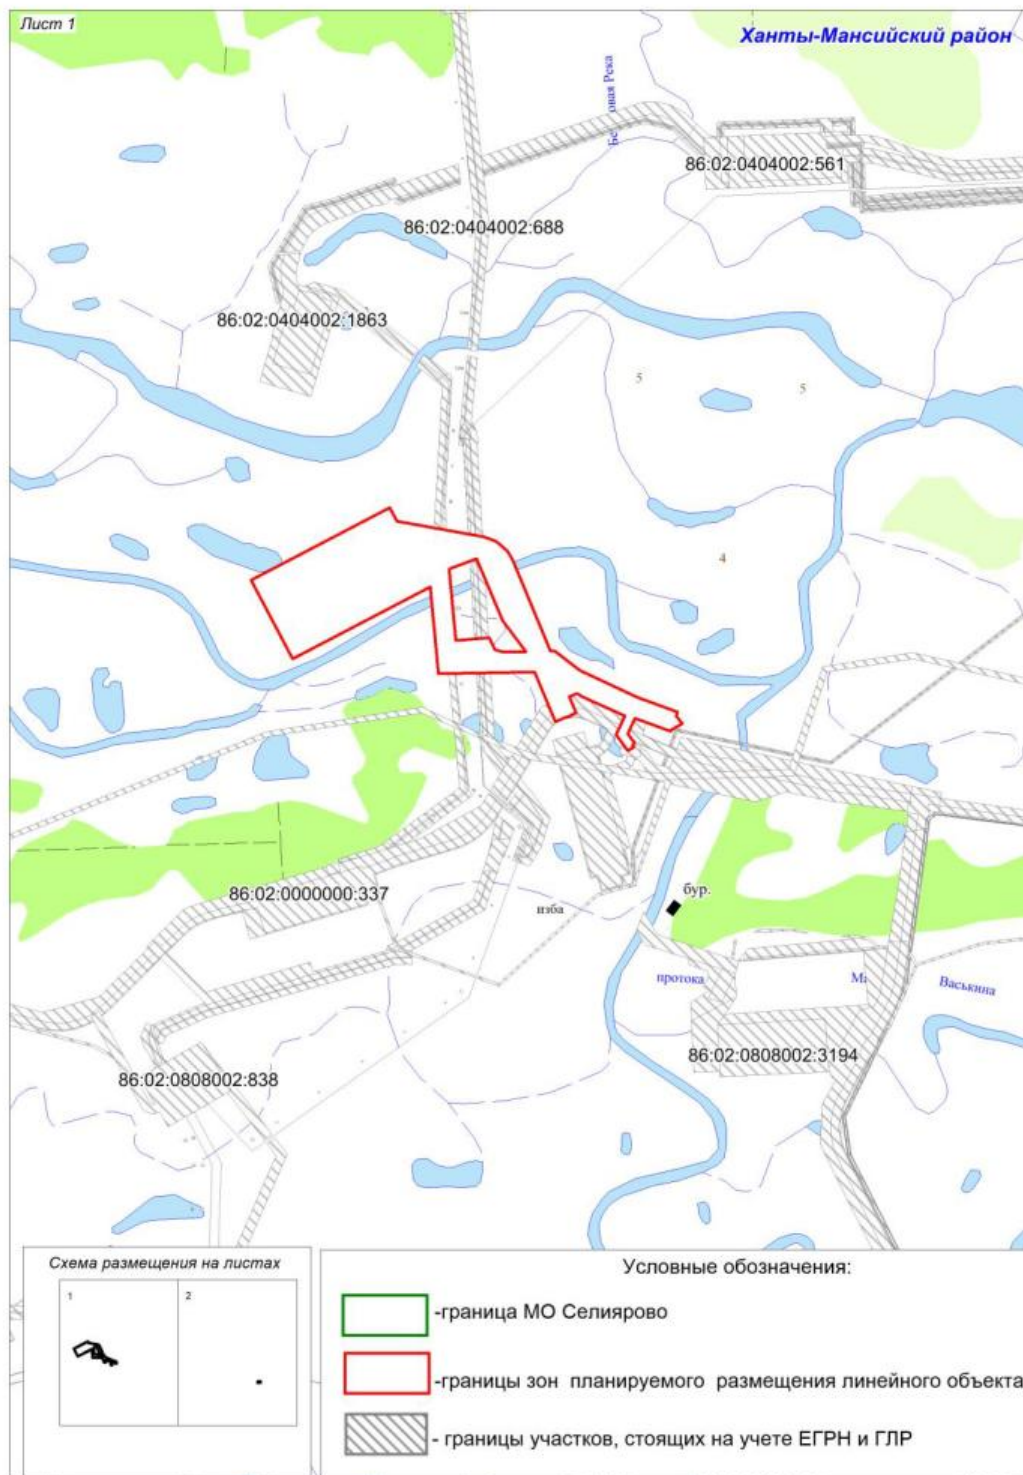 Лист 1
Ханты-Мансийский район
овая Река
86:02:0404002:561
86:02:0404002:688
86:02:0404002:1863
5
5
4
86:02:0000000:337
бур.
изба
протока
Васькина
86:02:0808002:3194
86:02:0808002:838
Схема размещения на листах
1
2
Условные обозначения:
-граница МО Селиярово
-границы зон планируемого размещения линейного объекта
- границы участков, стоящих на учете ЕГРН и ГЛР